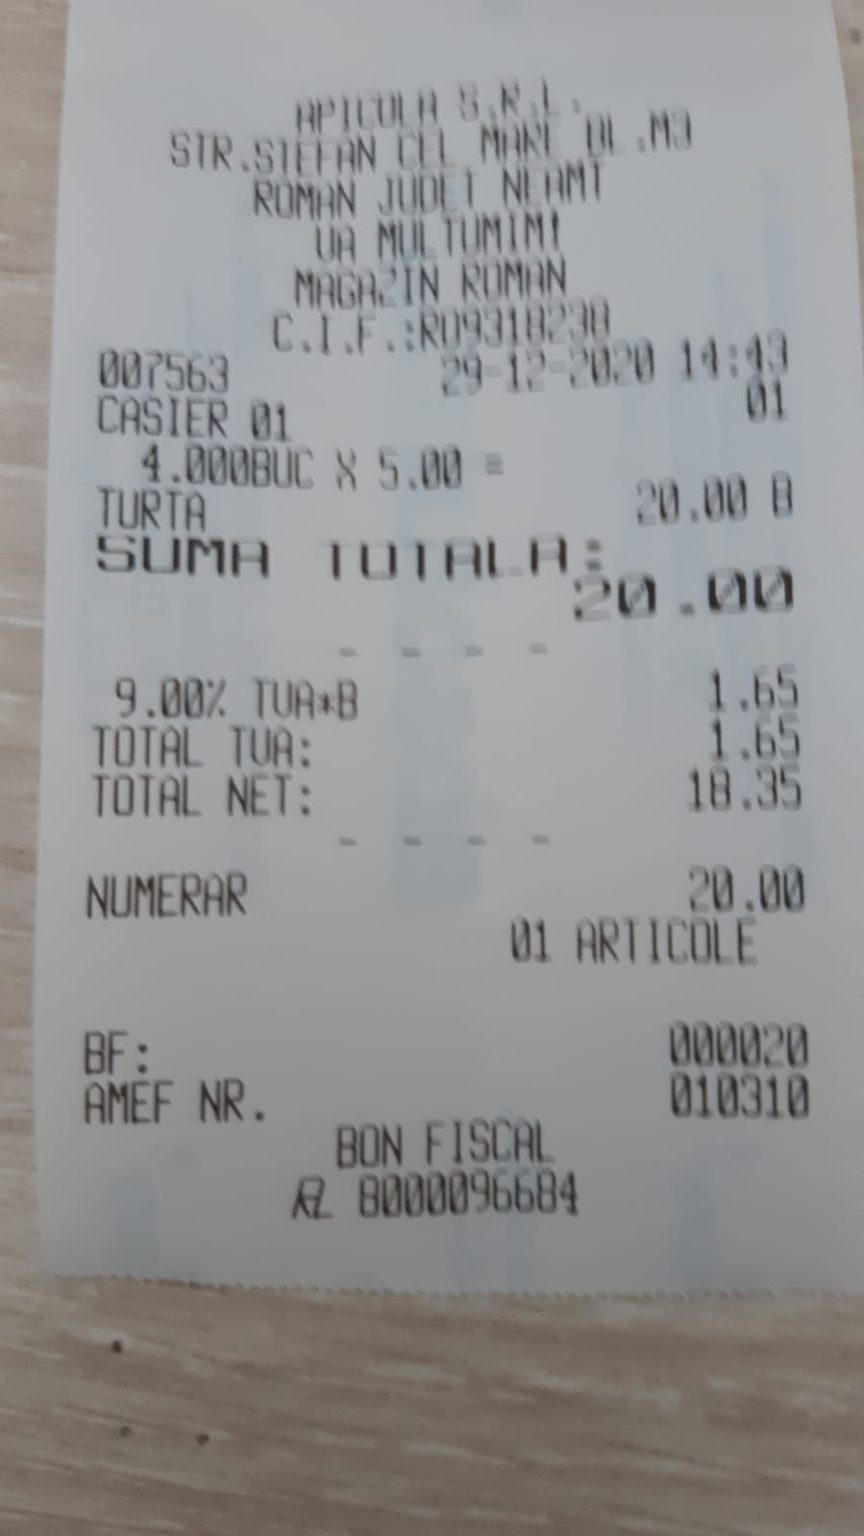 APICOLA S.R.L.
STR.STEFAN CEL MARE BL.M3
ROMAN JUDET NEAMT
VA MULTUMIM!
MAGAZIN ROMAN
C.I.F.:RO9318238
007563 29-12-2020 14:43
CASIER 01 01
4.000BUC X 5.00 =
TURTA 20.00 B
SUMA TOTALA:
20.00
- - - -
9.00% TVA*B 1.65
TOTAL TVA: 1.65
TOTAL NET: 18.35
- - - -
NUMERAR 20.00
01 ARTICOLE
BF: 000020
AMEF NR. 010310
BON FISCAL
8000096684